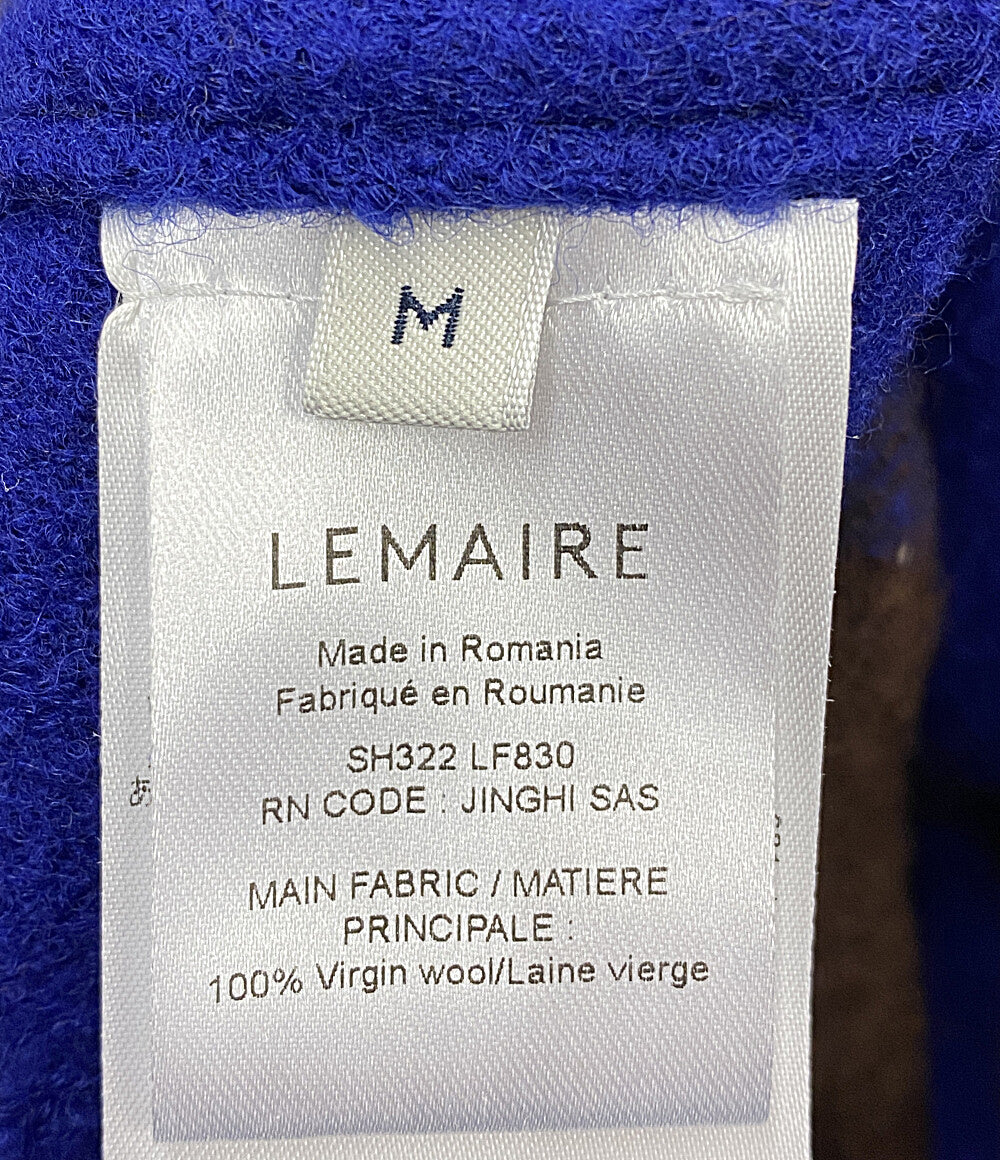 M
LEMAIRE
Made in Romania
Fabriqué en Roumanie
SH322 LF830
RN CODE : JINGHI SAS
MAIN FABRIC / MATIERE
PRINCIPALE :
100% Virgin wool/Laine vierge